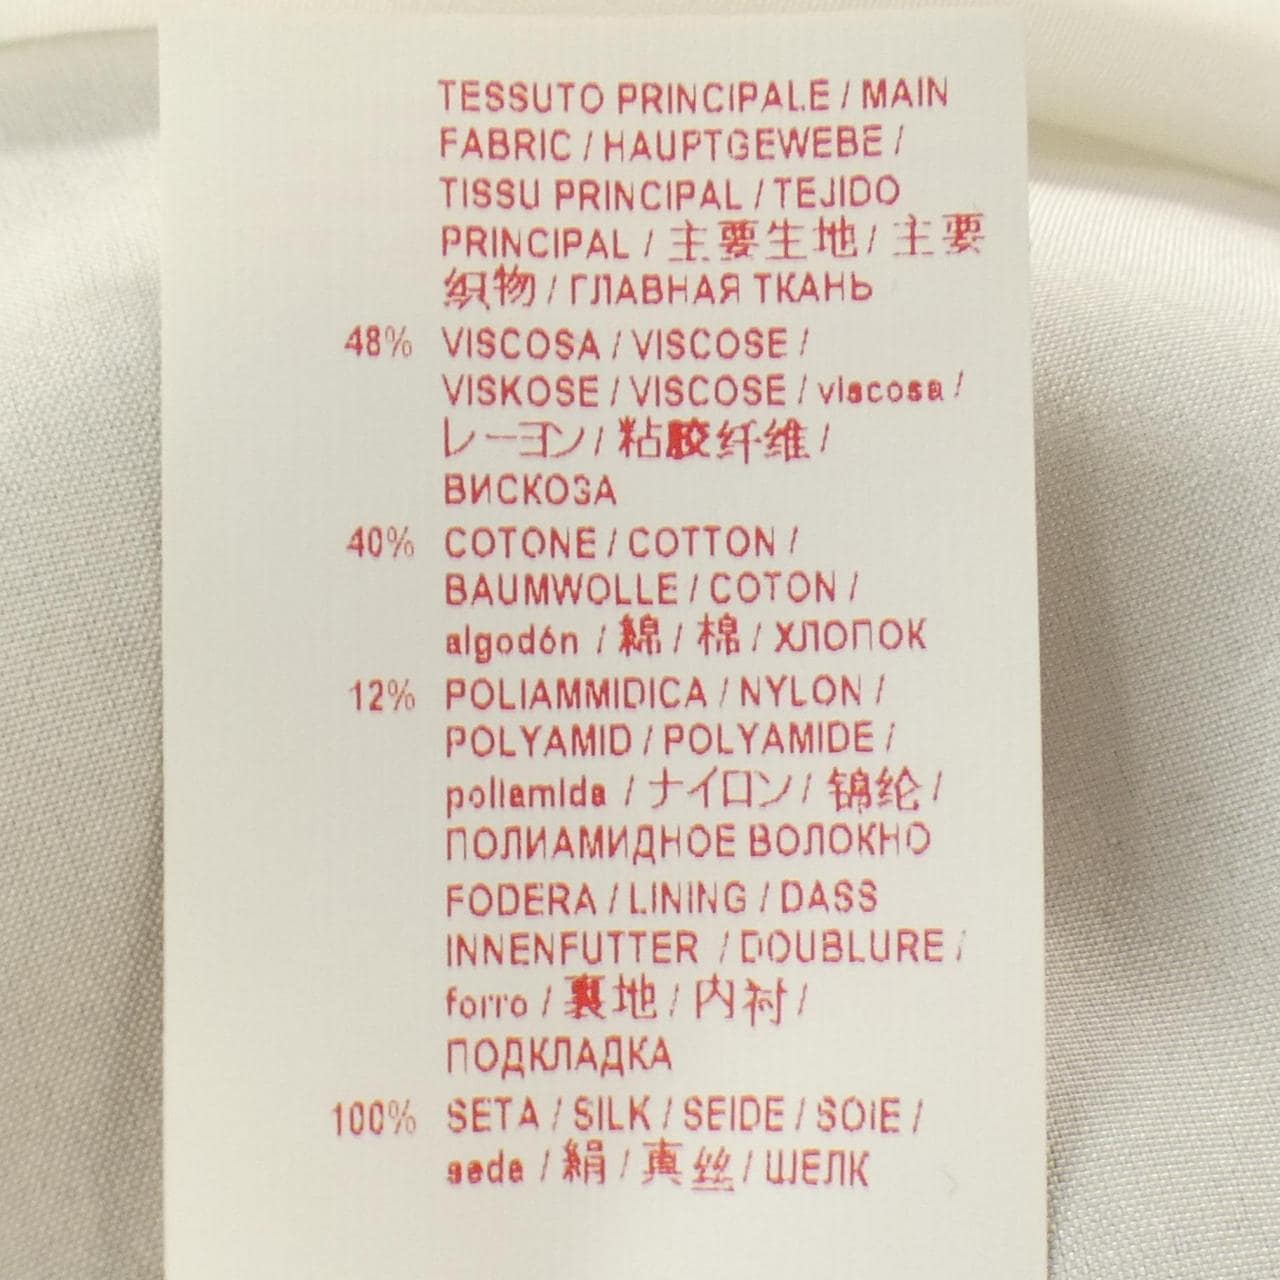 TESSUTO PRINCIPALE / MAIN
FABRIC / HAUPTGEWEBE /
TISSU PRINCIPAL / TEJIDO
PRINCIPAL / 主要生地 / 主要
织物 / ГЛАВНАЯ ТКАНЬ
48% VISCOSA / VISCOSE /
VISKOSE / VISCOSE / viscosa /
レーヨン / 粘胶纤维 /
ВИСКОЗА
40% COTONE / COTTON /
BAUMWOLLE / COTON /
algodón / 綿 / 棉 / ХЛОПОК
12% POLIAMMIDICA / NYLON /
POLYAMID / POLYAMIDE /
poliamida / ナイロン / 锦纶 /
ПОЛИАМИДНОЕ ВОЛОКНО
FODERA / LINING / DASS
INNENFUTTER / DOUBLURE /
forro / 裏地 / 内衬 /
ПОДКЛАДКА
100% SETA / SILK / SEIDE / SOIE /
seda / 絹 / 真丝 / ШЕЛК